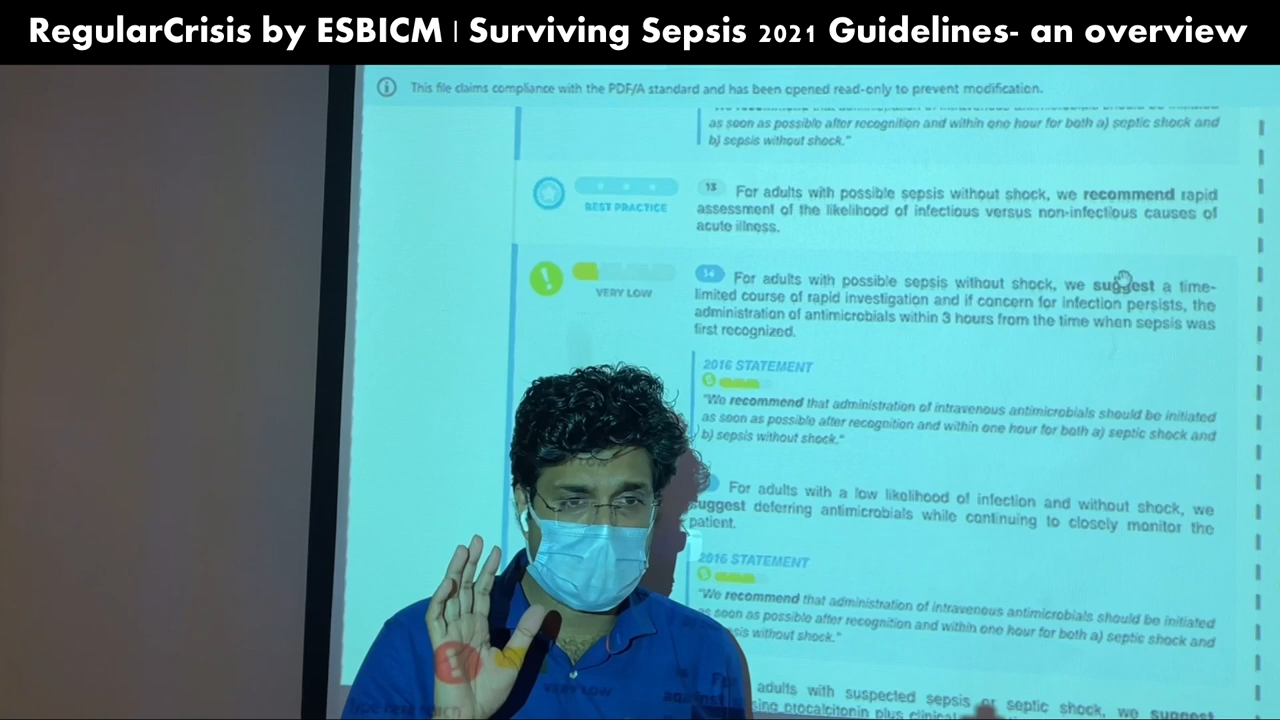 RegularCrisis by ESBICM | Surviving Sepsis 2021 Guidelines- an overview
This file claims compliance with the PDF/A standard and has been opened read-only to prevent modification.
as soon as possible after recognition and within one hour for both a) septic shock and
b) sepsis without shock."
BEST PRACTICE
13 For adults with possible sepsis without shock, we recommend rapid
assessment of the likelihood of infectious versus non-infectious causes of
acute illness.
VERY LOW
14 For adults with possible sepsis without shock, we suggest a time-
limited course of rapid investigation and if concern for infection persists, the
administration of antimicrobials within 3 hours from the time when sepsis was
first recognized.
2016 STATEMENT
"We recommend that administration of intravenous antimicrobials should be initiated
as soon as possible after recognition and within one hour for both a) septic shock and
b) sepsis without shock."
LOW
For adults with a low likelihood of infection and without shock, we
suggest deferring antimicrobials while continuing to closely monitor the
patient.
2016 STATEMENT
"We recommend that administration of intravenous antimicrobials should be initiated
as soon as possible after recognition and within one hour for both a) septic shock and
without shock."
VERY LOW
against
adults with suspected sepsis or septic shock, we suggest
procalcitonin plus clinical